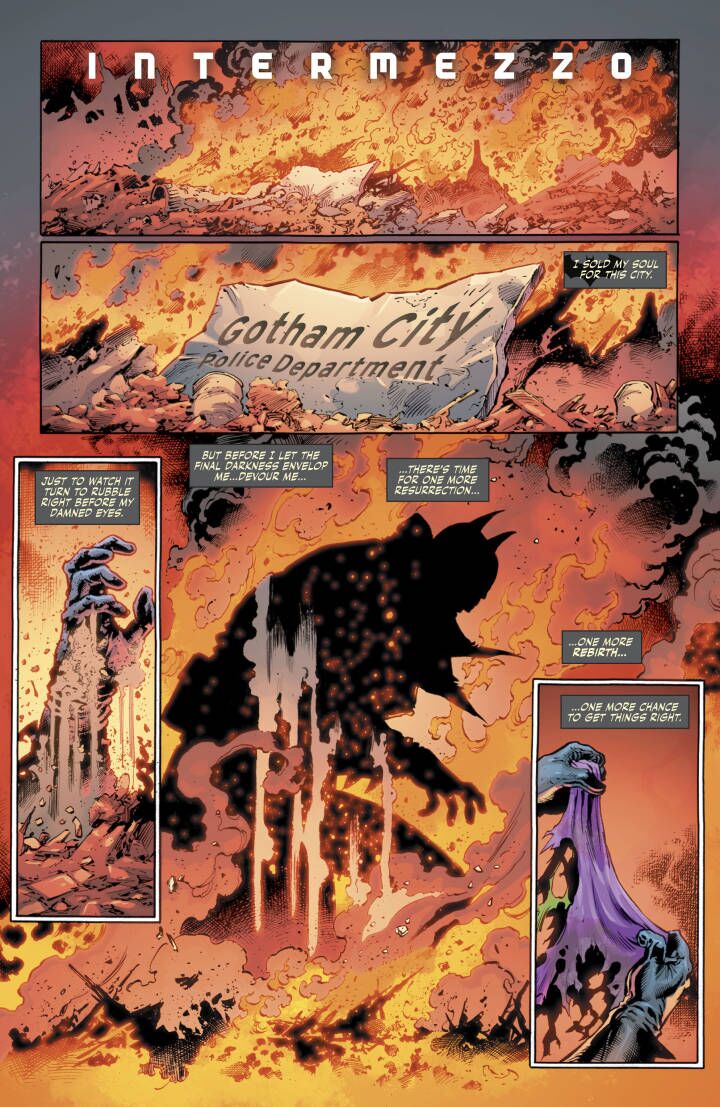 INTERMEZZO
I SOLD MY SOUL
FOR THIS CITY.
Gotham City
Police Department
JUST TO WATCH IT
TURN TO RUBBLE
RIGHT BEFORE MY
DAMNED EYES.
BUT BEFORE I LET THE
FINAL DARKNESS ENVELOP
ME...DEVOUR ME...
...THERE'S TIME
FOR ONE MORE
RESURRECTION...
...ONE MORE
REBIRTH...
...ONE MORE CHANCE
TO GET THINGS RIGHT.